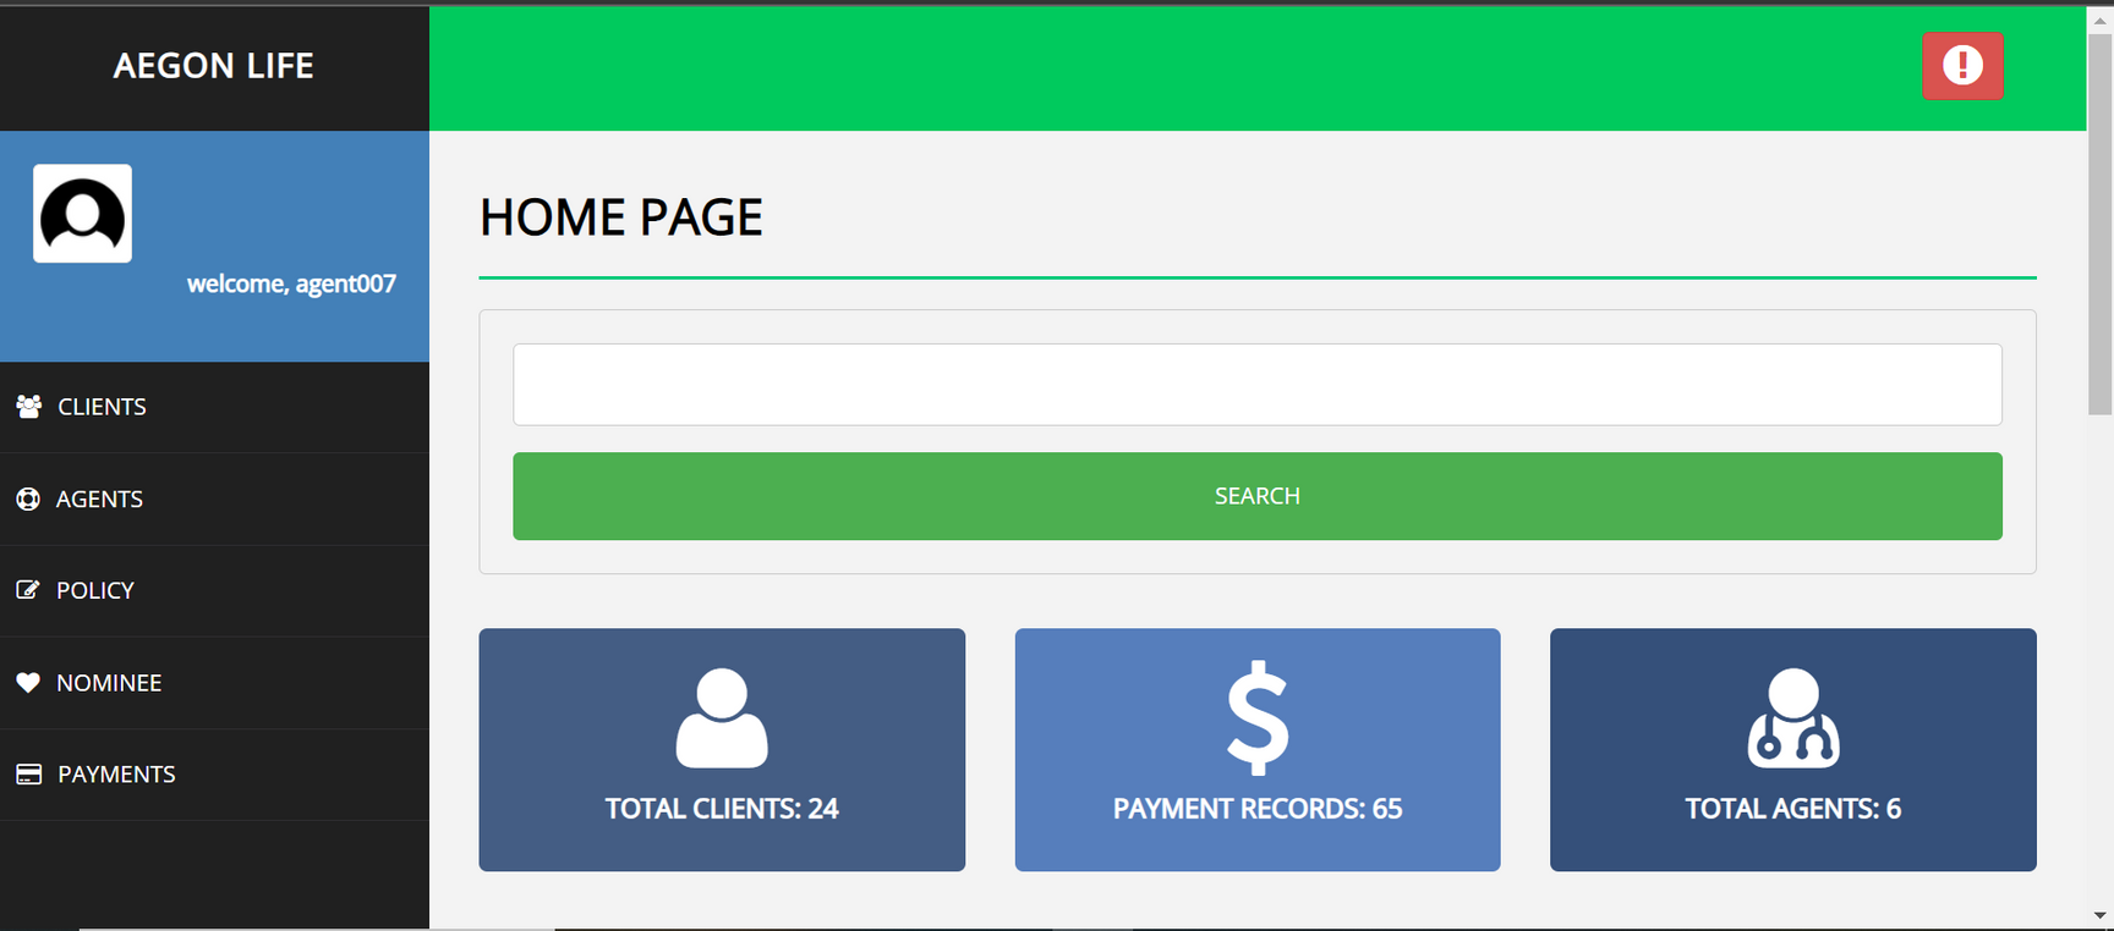 AEGON LIFE
welcome, agent007
CLIENTS
AGENTS
POLICY
NOMINEE
PAYMENTS
HOME PAGE
SEARCH
TOTAL CLIENTS: 24
PAYMENT RECORDS: 65
TOTAL AGENTS: 6